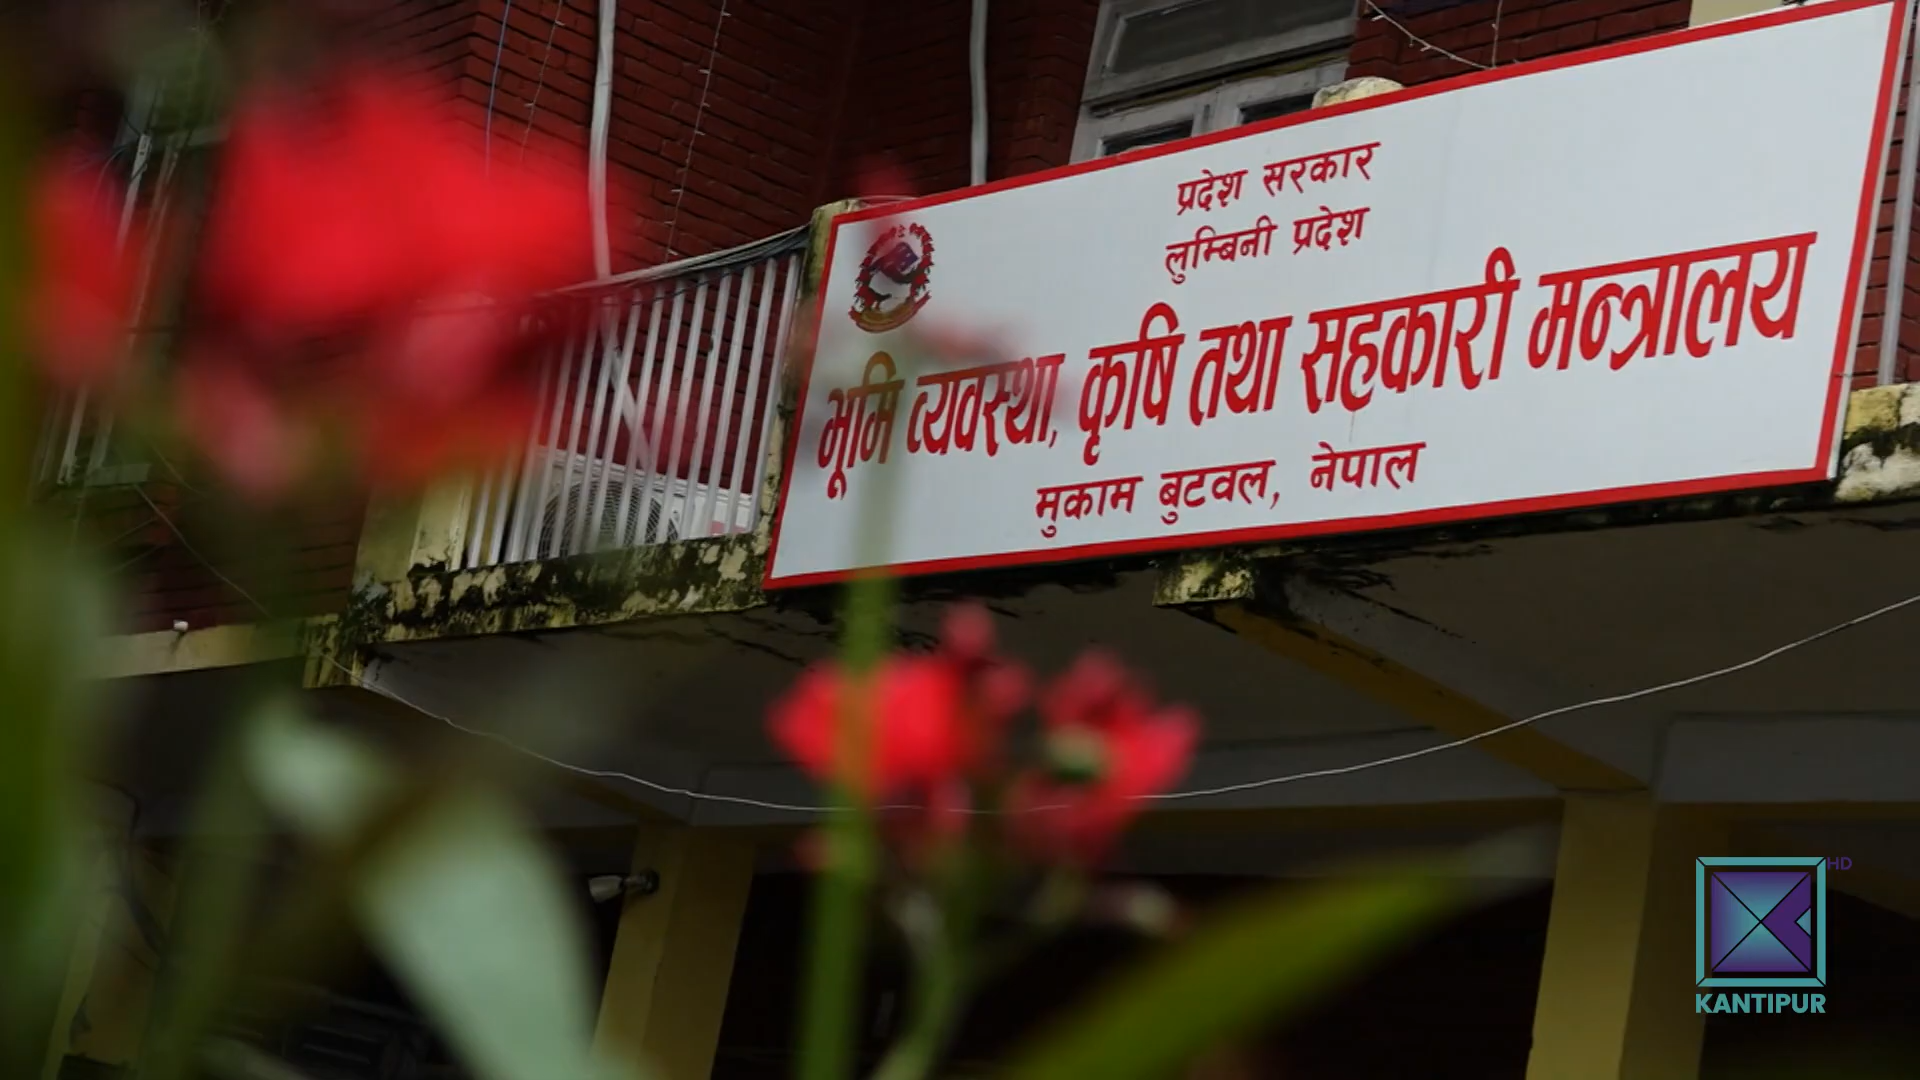 प्रदेश सरकार
लुम्बिनी प्रदेश
भूमि व्यवस्था, कृषि तथा सहकारी मन्त्रालय
मुकाम बुटवल, नेपाल
HD
KANTIPUR